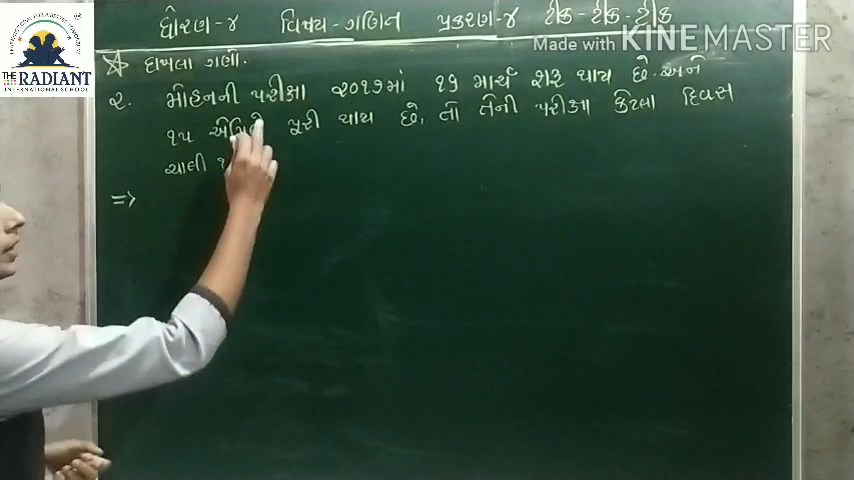 ધોરણ-૪ વિષય-ગણિત પ્રકરણ-૪ ટીક-ટીક-ટીક
Made with KINEMASTER
THE RADIANT
INTERNATIONAL SCHOOL
દાખલા ગણો.
૨. મોહનની પરીક્ષા ૨૦૧૭માં ૧૭ માર્ચ શરૂ થાય છે. અને
૧૫ એપ્રિલે પૂરી થાય છે, તો તેની પરીક્ષા કેટલા દિવસ
ચાલી ?
=>